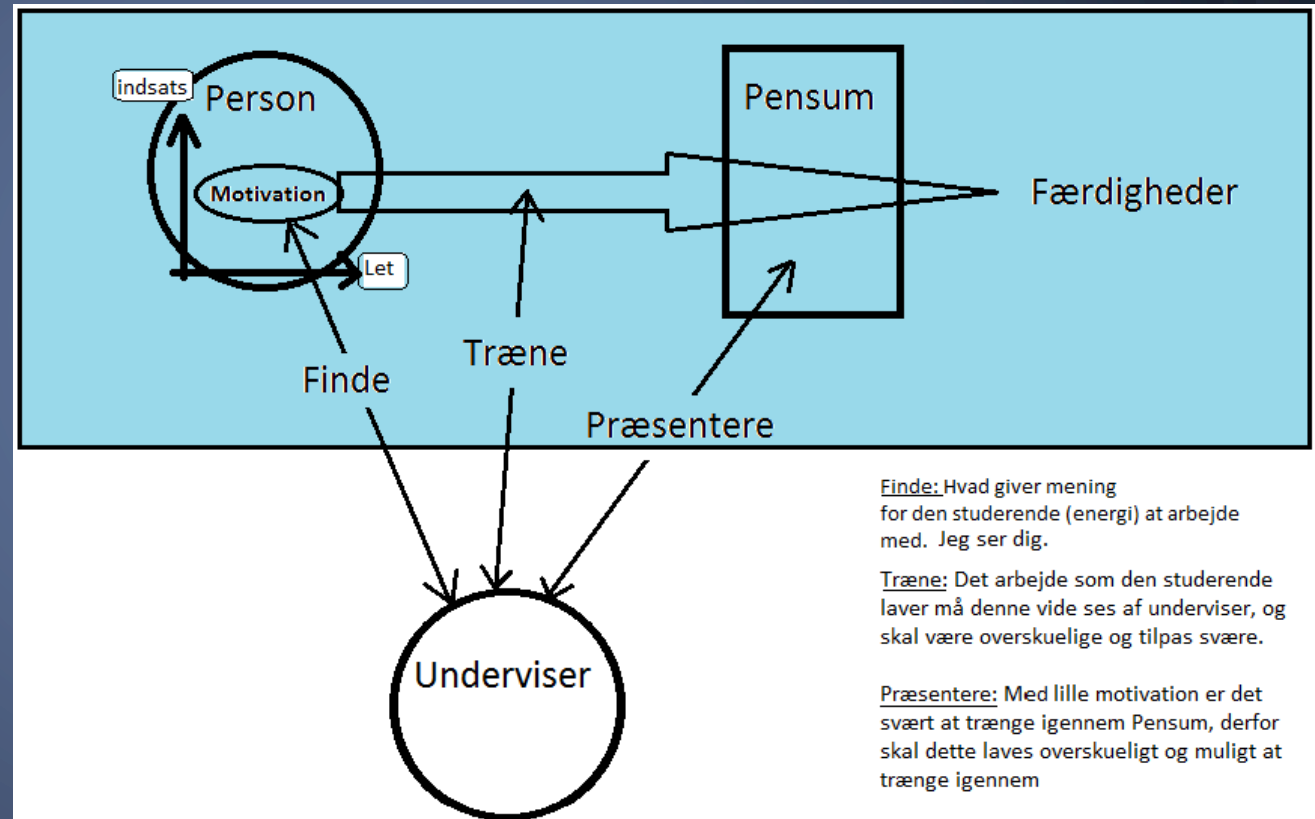 indsats
Person
Pensum
Motivation
Færdigheder
Let
Træne
Finde
Præsentere
Underviser
Finde: Hvad giver mening
for den studerende (energi) at arbejde
med. Jeg ser dig.
Træne: Det arbejde som den studerende
laver må denne vide ses af underviser, og
skal være overskuelige og tilpas svære.
Præsentere: Med lille motivation er det
svært at trænge igennem Pensum, derfor
skal dette laves overskueligt og muligt at
trænge igennem